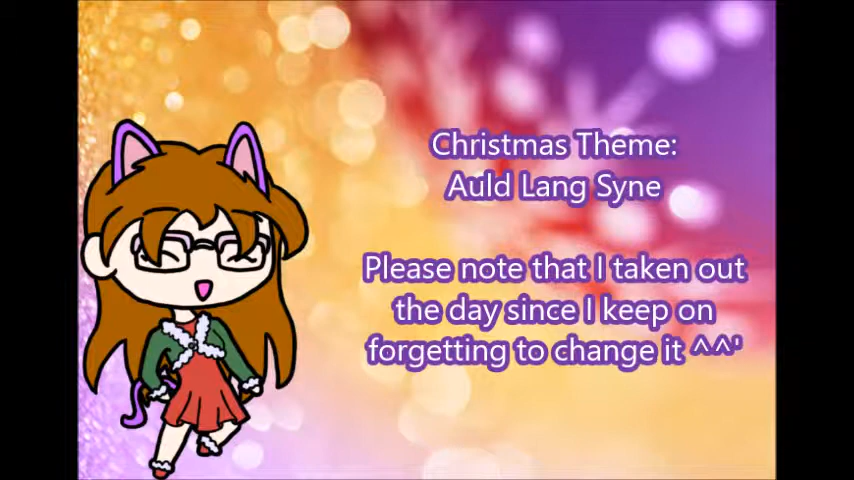 Christmas Theme:
Auld Lang Syne
Please note that I taken out
the day since I keep on
forgetting to change it ^^'